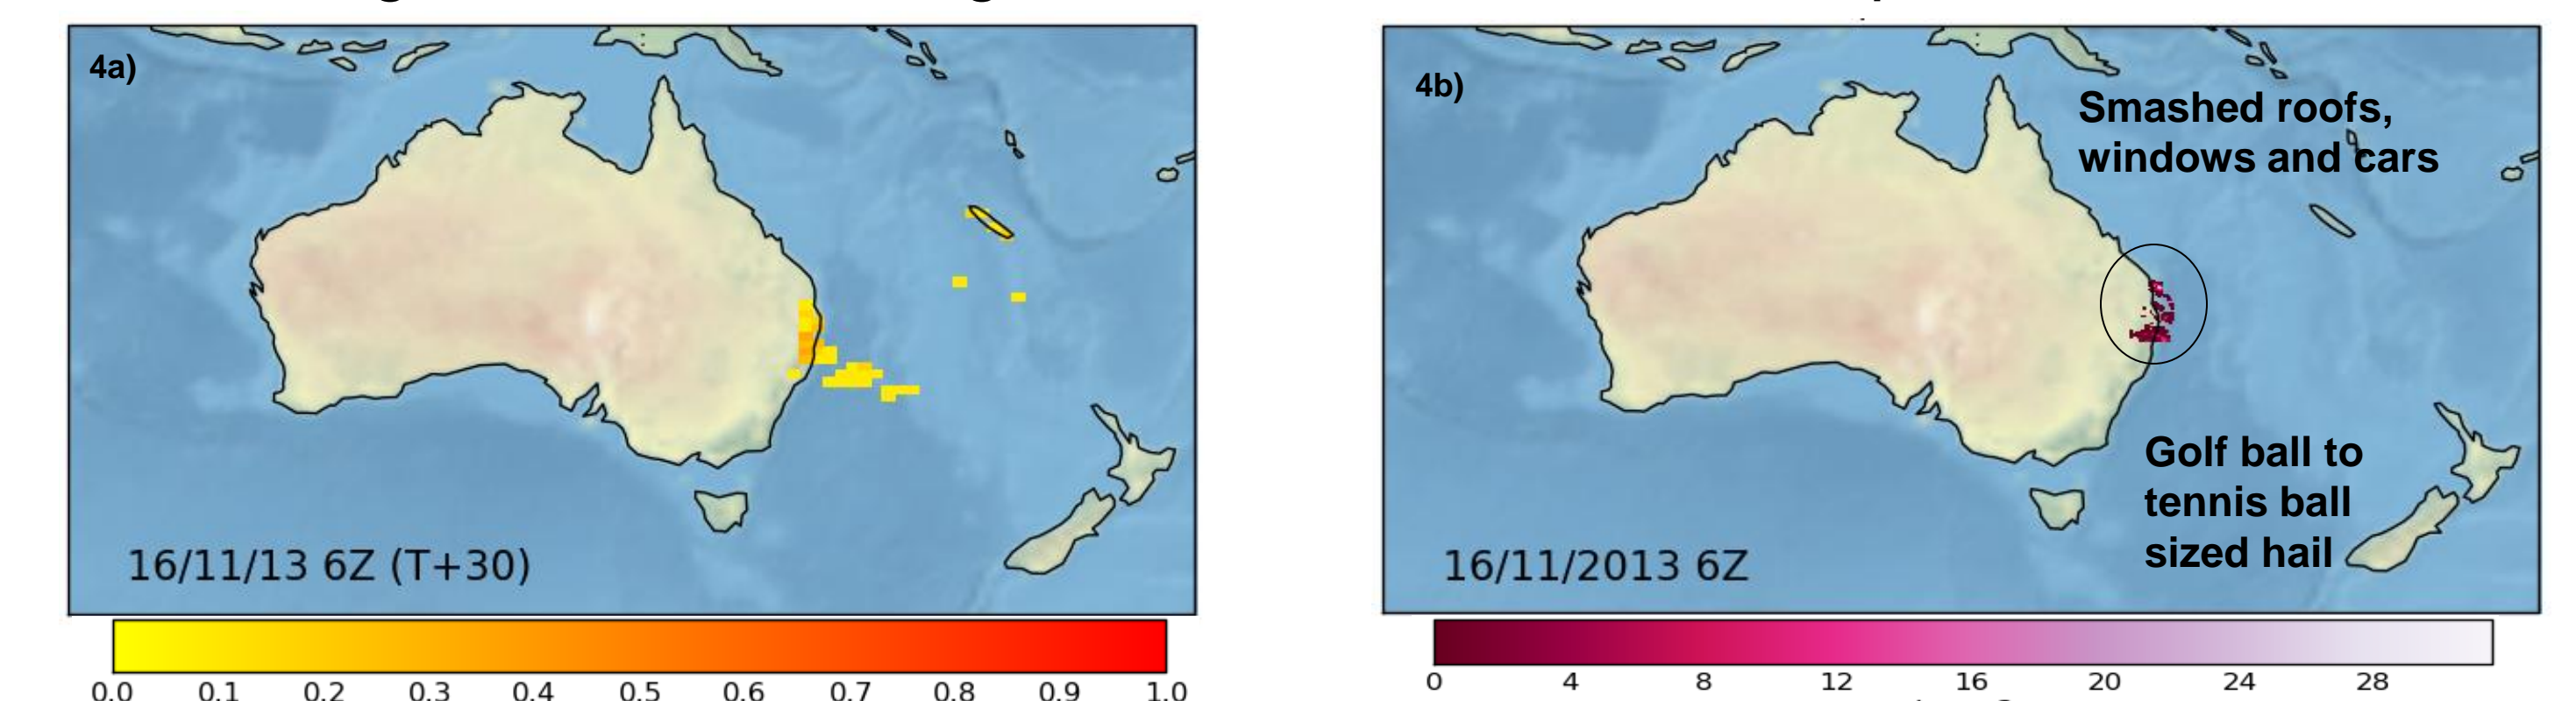 4a)
16/11/13 6Z (T+30)
0.0 0.1 0.2 0.3 0.4 0.5 0.6 0.7 0.8 0.9 1.0
4b)
Smashed roofs,
windows and cars
Golf ball to
tennis ball
sized hail
16/11/2013 6Z
0 4 8 12 16 20 24 28